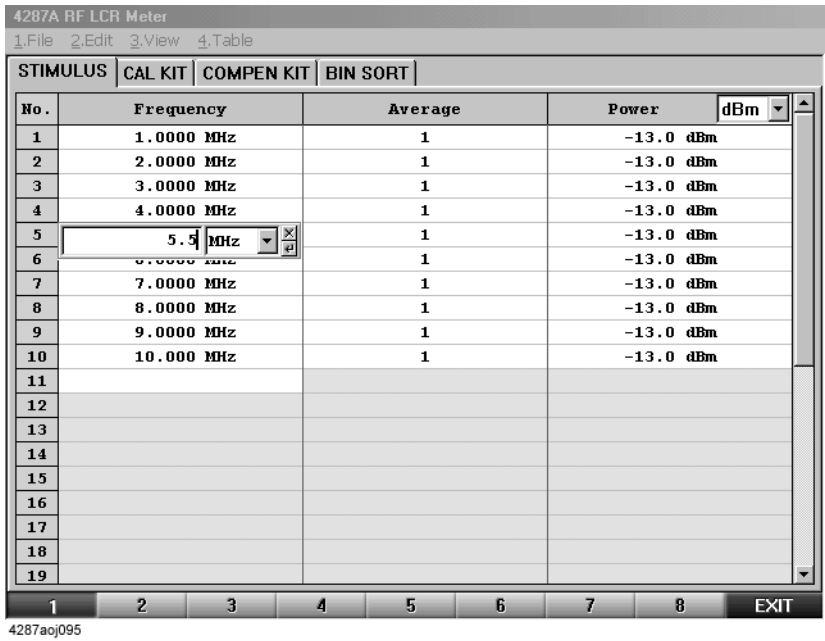 4287A RF LCR Meter
1.File 2.Edit 3.View 4.Table
STIMULUS CAL KIT COMPEN KIT BIN SORT
No. Frequency Average Power dBm
1 1.0000 MHz 1 -13.0 dBm
2 2.0000 MHz 1 -13.0 dBm
3 3.0000 MHz 1 -13.0 dBm
4 4.0000 MHz 1 -13.0 dBm
5 5.5 MHz 1 -13.0 dBm
6 1 -13.0 dBm
7 7.0000 MHz 1 -13.0 dBm
8 8.0000 MHz 1 -13.0 dBm
9 9.0000 MHz 1 -13.0 dBm
10 10.000 MHz 1 -13.0 dBm
11
12
13
14
15
16
17
18
19
1 2 3 4 5 6 7 8 EXIT
4287aoj095